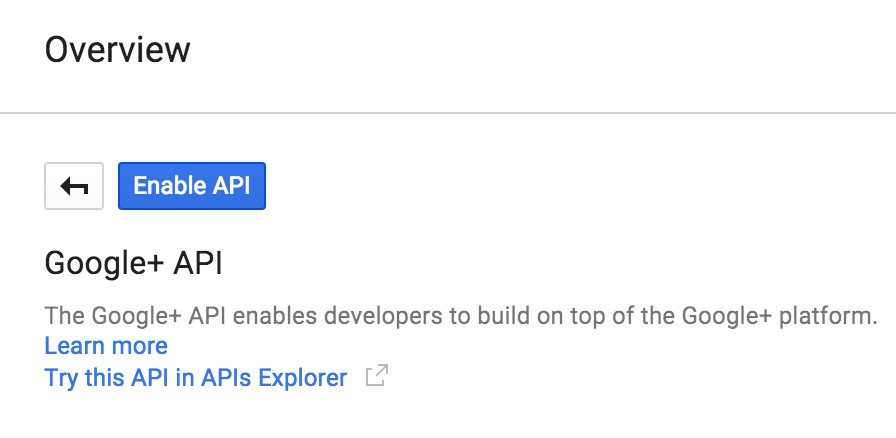 Overview
Enable API
Google+ API
The Google+ API enables developers to build on top of the Google+ platform.
Learn more
Try this API in APIs Explorer